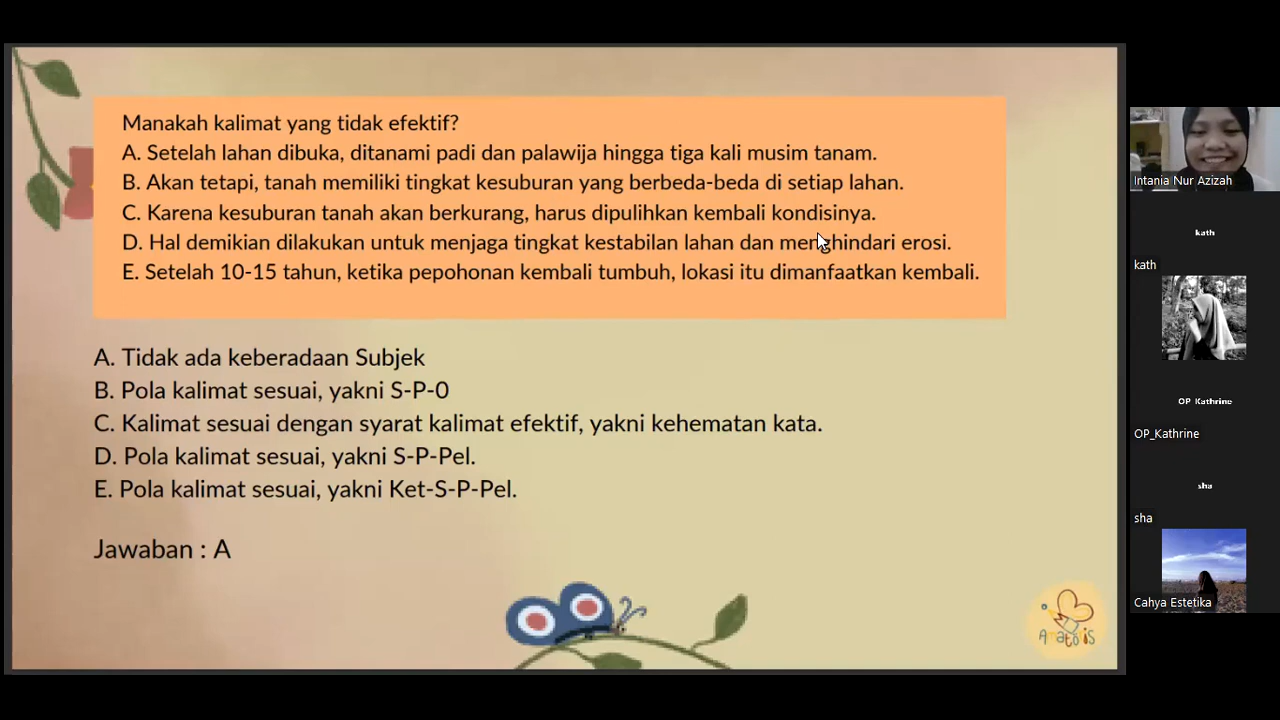 Manakah kalimat yang tidak efektif?
A. Setelah lahan dibuka, ditanami padi dan palawija hingga tiga kali musim tanam.
B. Akan tetapi, tanah memiliki tingkat kesuburan yang berbeda-beda di setiap lahan.
C. Karena kesuburan tanah akan berkurang, harus dipulihkan kembali kondisinya.
D. Hal demikian dilakukan untuk menjaga tingkat kestabilan lahan dan menghindari erosi.
E. Setelah 10-15 tahun, ketika pepohonan kembali tumbuh, lokasi itu dimanfaatkan kembali.
A. Tidak ada keberadaan Subjek
B. Pola kalimat sesuai, yakni S-P-0
C. Kalimat sesuai dengan syarat kalimat efektif, yakni kehematan kata.
D. Pola kalimat sesuai, yakni S-P-Pel.
E. Pola kalimat sesuai, yakni Ket-S-P-Pel.
Jawaban : A
Amatoris
Intania Nur Azizah
kath
kath
OP_Kathrine
OP_Kathrine
sha
sha
Cahya Estetika